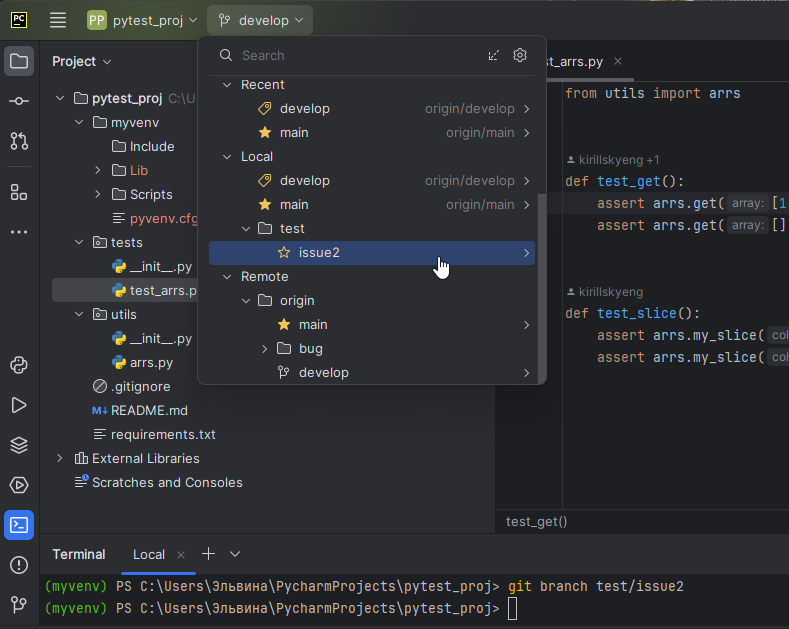 PC PP pytest_proj develop
Project
Search
test_arrs.py
Recent
develop origin/develop
main origin/main
Local
develop origin/develop
main origin/main
test
issue2
Remote
origin
main
bug
develop
pytest_proj C:\U
myvenv
Include
Lib
Scripts
pyvenv.cfg
tests
__init__.py
test_arrs.p
utils
__init__.py
arrs.py
.gitignore
M↓ README.md
requirements.txt
External Libraries
Scratches and Consoles
from utils import arrs
kirillskyeng +1
def test_get():
assert arrs.get( array: [1
assert arrs.get( array: []
kirillskyeng
def test_slice():
assert arrs.my_slice( col
assert arrs.my_slice( col
test_get()
Terminal Local
(myvenv) PS C:\Users\Эльвина\PycharmProjects\pytest_proj> git branch test/issue2
(myvenv) PS C:\Users\Эльвина\PycharmProjects\pytest_proj>